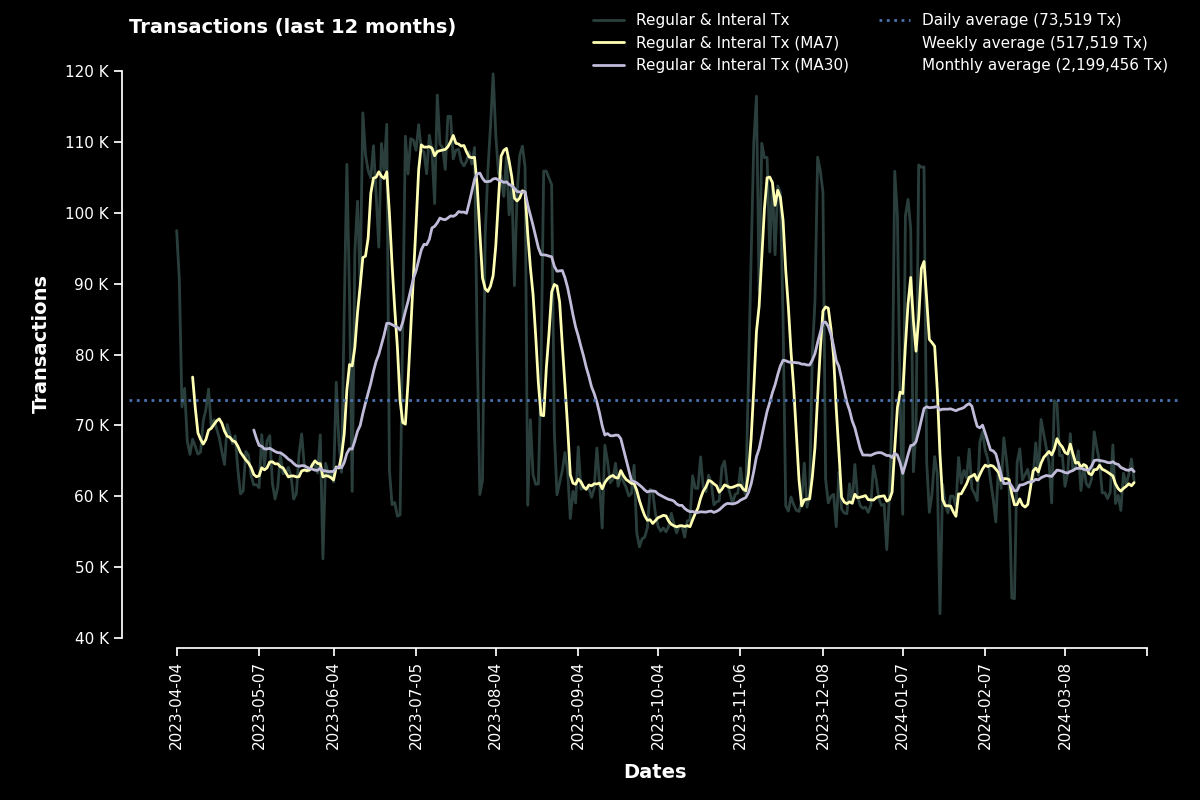 Transactions (last 12 months)
Regular & Interal Tx
Regular & Interal Tx (MA7)
Regular & Interal Tx (MA30)
Daily average (73,519 Tx)
Weekly average (517,519 Tx)
Monthly average (2,199,456 Tx)
120 K
110 K
100 K
90 K
80 K
70 K
60 K
50 K
40 K
Transactions
2023-04-04
2023-05-07
2023-06-04
2023-07-05
2023-08-04
2023-09-04
2023-10-04
2023-11-06
2023-12-08
2024-01-07
2024-02-07
2024-03-08
Dates